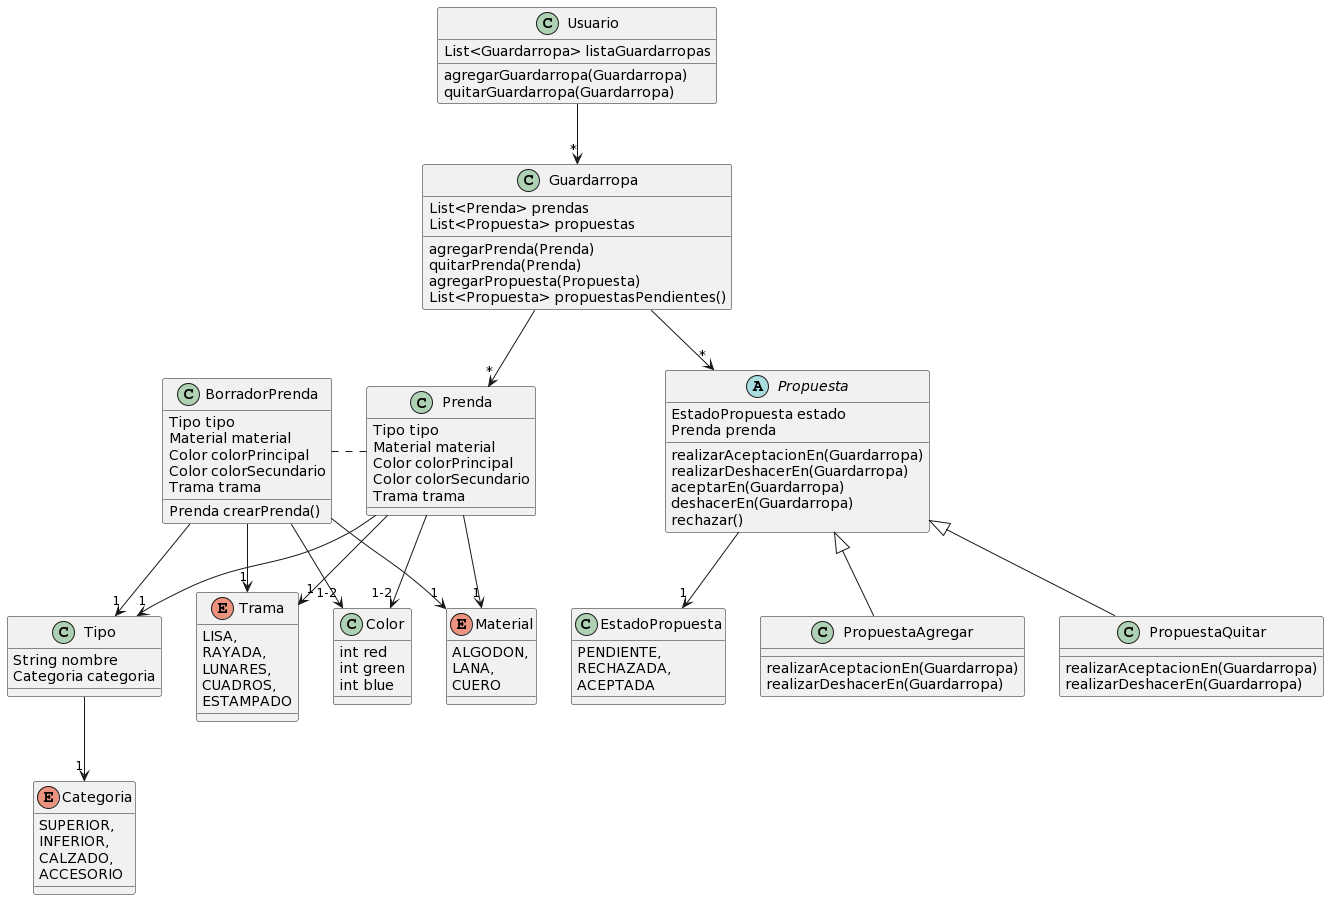 C Usuario
List<Guardarropa> listaGuardarropas
agregarGuardarropa(Guardarropa)
quitarGuardarropa(Guardarropa)
*
C Guardarropa
List<Prenda> prendas
List<Propuesta> propuestas
agregarPrenda(Prenda)
quitarPrenda(Prenda)
agregarPropuesta(Propuesta)
List<Propuesta> propuestasPendientes()
*
*
C BorradorPrenda
Tipo tipo
Material material
Color colorPrincipal
Color colorSecundario
Trama trama
Prenda crearPrenda()
C Prenda
Tipo tipo
Material material
Color colorPrincipal
Color colorSecundario
Trama trama
A Propuesta
EstadoPropuesta estado
Prenda prenda
realizarAceptacionEn(Guardarropa)
realizarDeshacerEn(Guardarropa)
aceptarEn(Guardarropa)
deshacerEn(Guardarropa)
rechazar()
1
1
1
1
1-2
1-2
1
1
1
C Tipo
String nombre
Categoria categoria
E Trama
LISA,
RAYADA,
LUNARES,
CUADROS,
ESTAMPADO
C Color
int red
int green
int blue
E Material
ALGODON,
LANA,
CUERO
C EstadoPropuesta
PENDIENTE,
RECHAZADA,
ACEPTADA
C PropuestaAgregar
realizarAceptacionEn(Guardarropa)
realizarDeshacerEn(Guardarropa)
C PropuestaQuitar
realizarAceptacionEn(Guardarropa)
realizarDeshacerEn(Guardarropa)
1
E Categoria
SUPERIOR,
INFERIOR,
CALZADO,
ACCESORIO